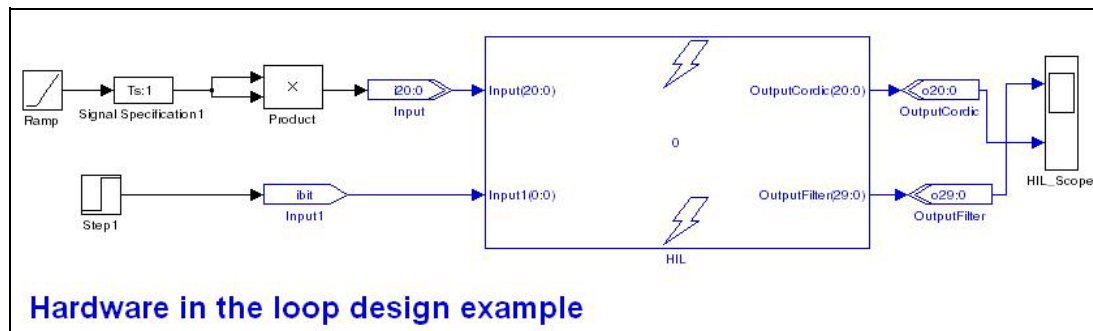 Ts:1
×
i20:0
Input(20:0)
OutputCordic(20:0)
o20:0
Ramp
Signal Specification1
Product
Input
OutputCordic
0
ibit
Input1(0:0)
OutputFilter(29:0)
o29:0
HIL_Scope
Step1
Input1
OutputFilter
HIL
Hardware in the loop design example